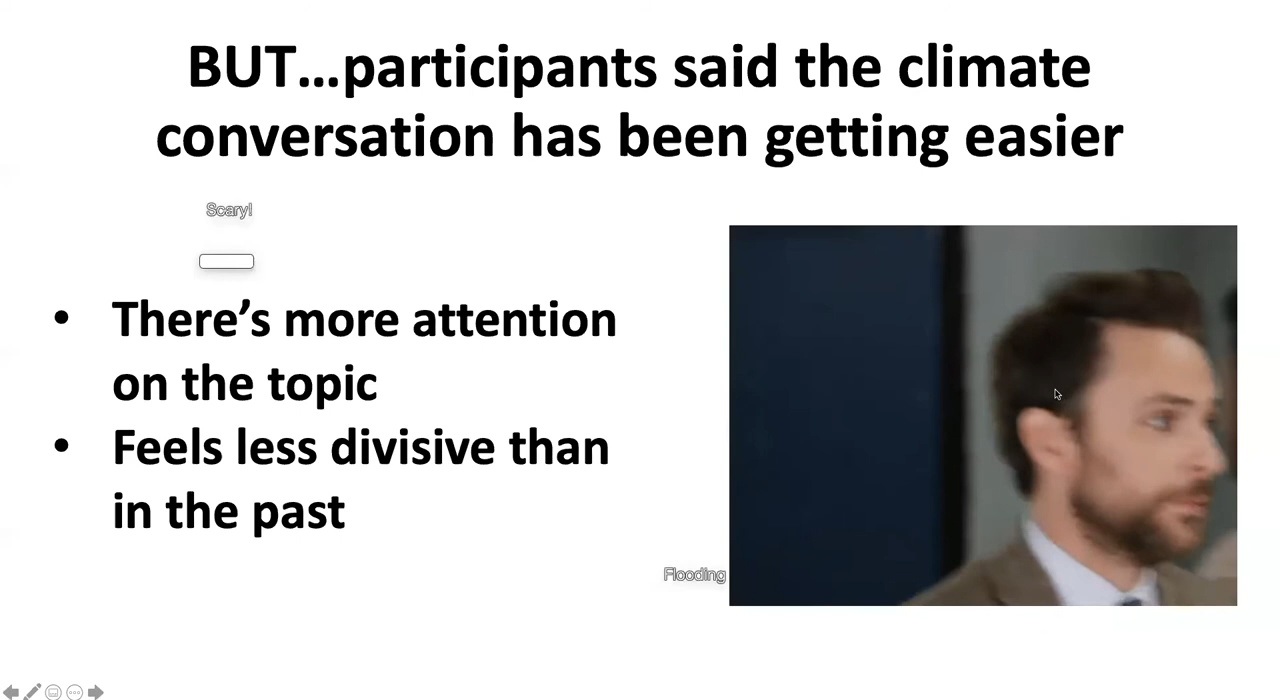 BUT...participants said the climate
conversation has been getting easier
Scary!
• There’s more attention
on the topic
• Feels less divisive than
in the past
Flooding